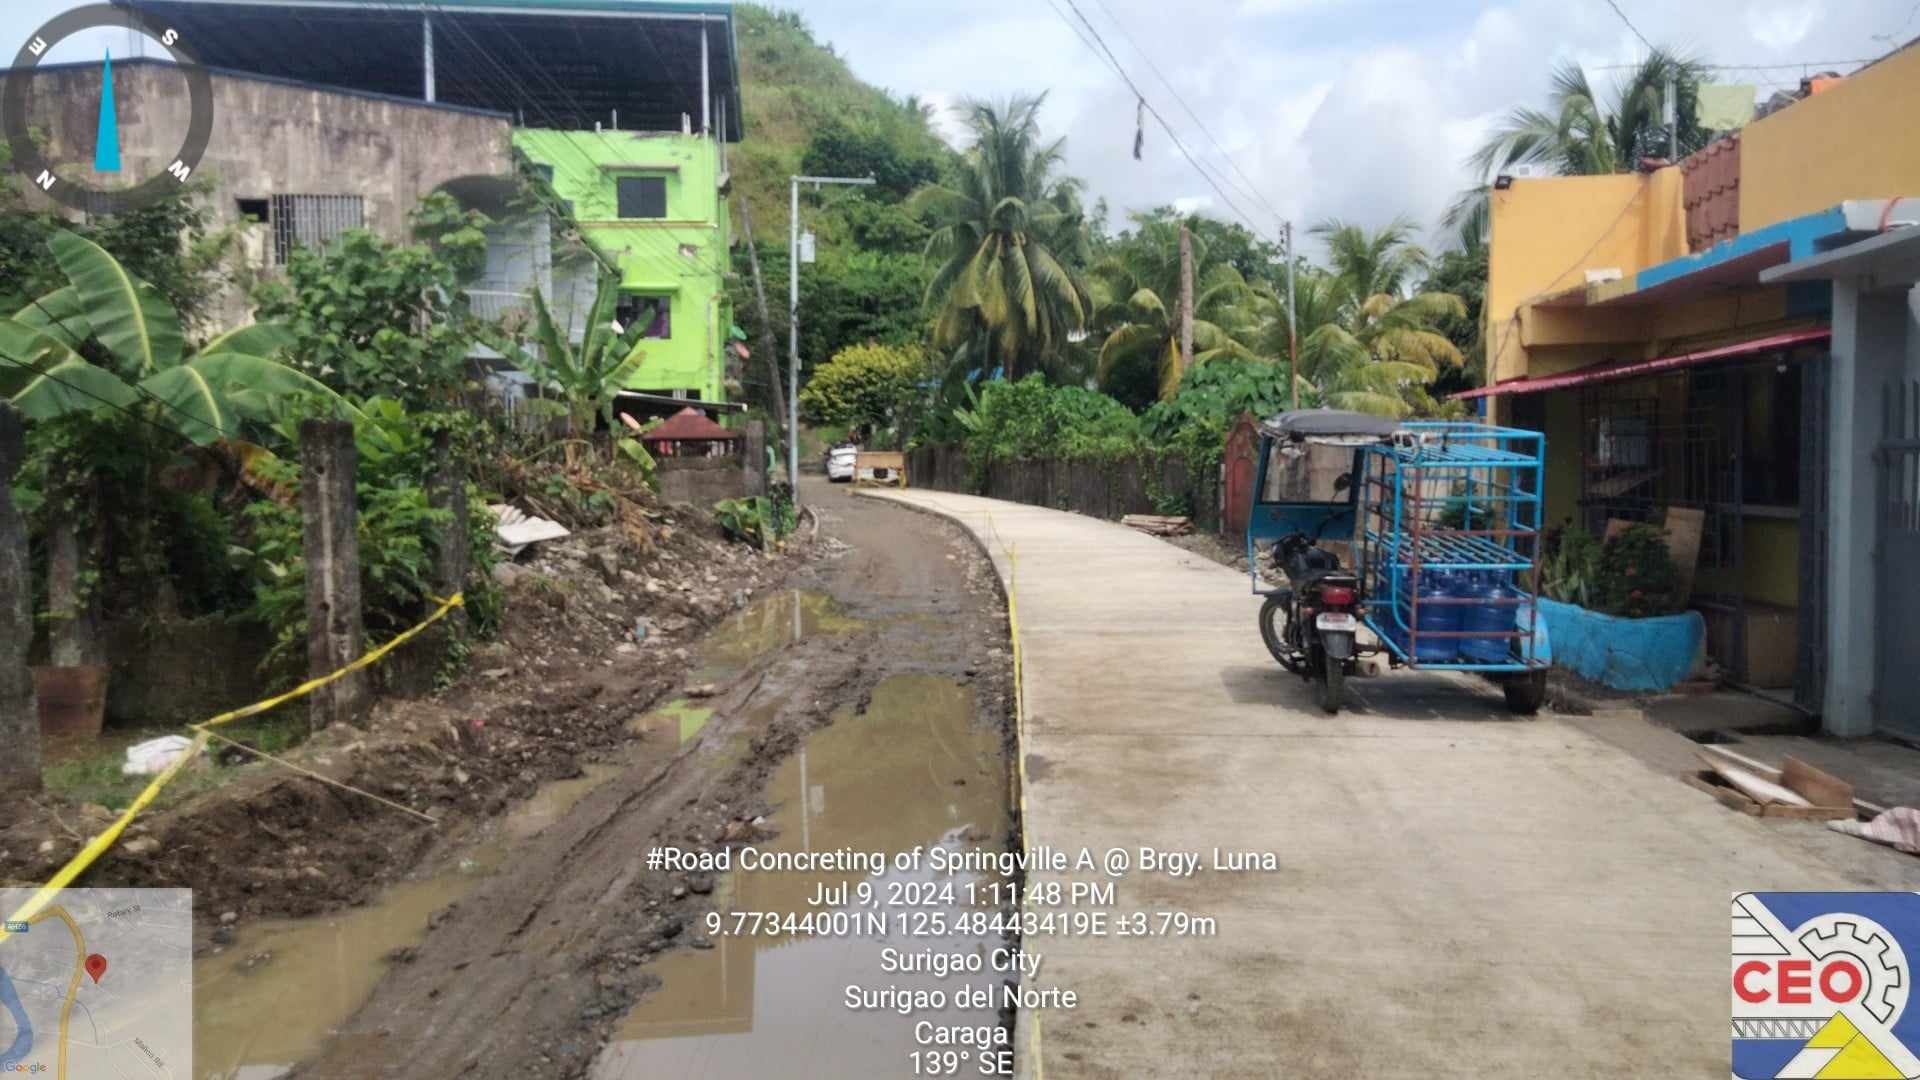 E
S
N
W
#Road Concreting of Springville A @ Brgy. Luna
Jul 9, 2024 1:11:48 PM
9.77344001N 125.48443419E ±3.79m
Surigao City
Surigao del Norte
Caraga
139° SE
AH26
Google
CEO